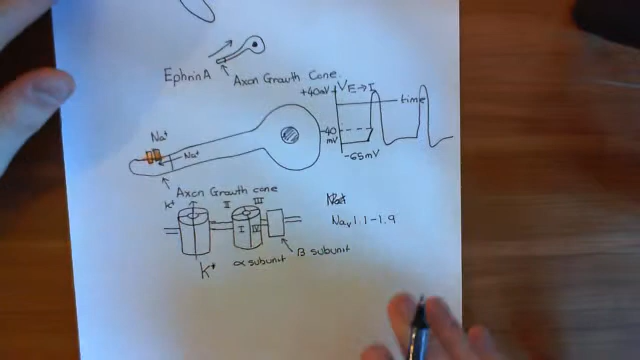 EphrinA
Axon Growth Cone
+40mV
V
time
-40
mV
-65mV
Na⁺
Na⁺
Axon Growth cone
K⁺
II
III
I
IV
K⁺
α subunit
β subunit
Naᵥ1.1-1.9